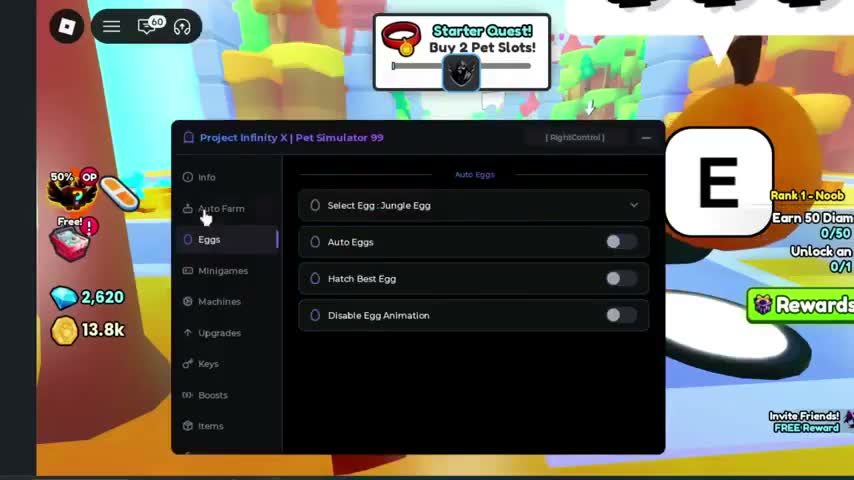 60
Starter Quest!
Buy 2 Pet Slots!
Project Infinity X | Pet Simulator 99
[ RightControl ]
Info
Auto Farm
Eggs
Minigames
Machines
Upgrades
Keys
Boosts
Items
Auto Eggs
Select Egg : Jungle Egg
Auto Eggs
Hatch Best Egg
Disable Egg Animation
50% OP
?
Free!
!
2,620
13.8k
E
Rank 1 - Noob
Earn 50 Diam
0/50
Unlock an
0/1
Rewards
Invite Friends!
FREE Reward